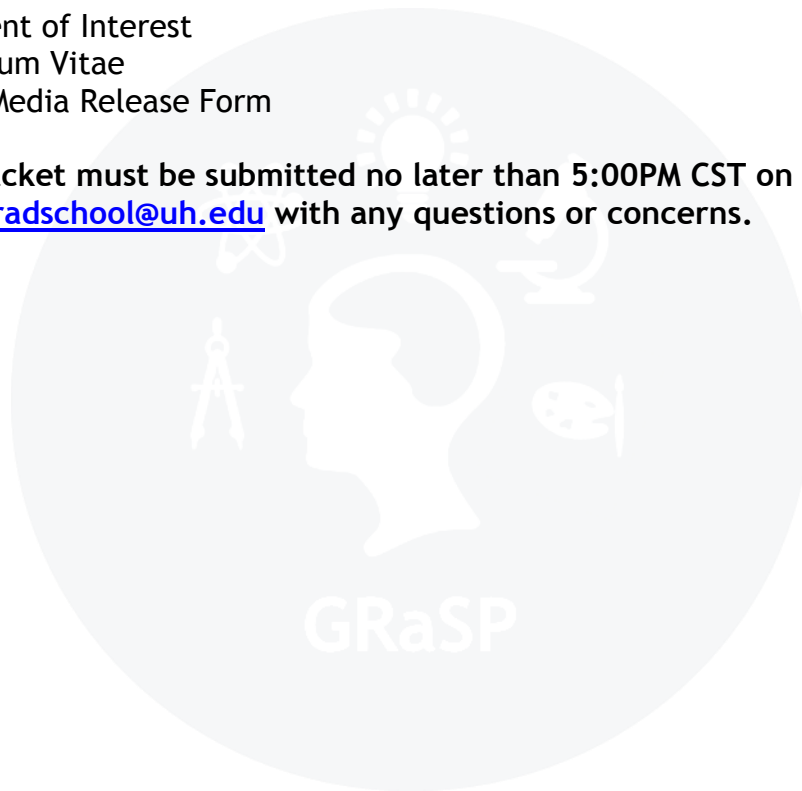 ent of Interest
um Vitae
Media Release Form
cket must be submitted no later than 5:00PM CST on
radschool@uh.edu with any questions or concerns.
GRaSP